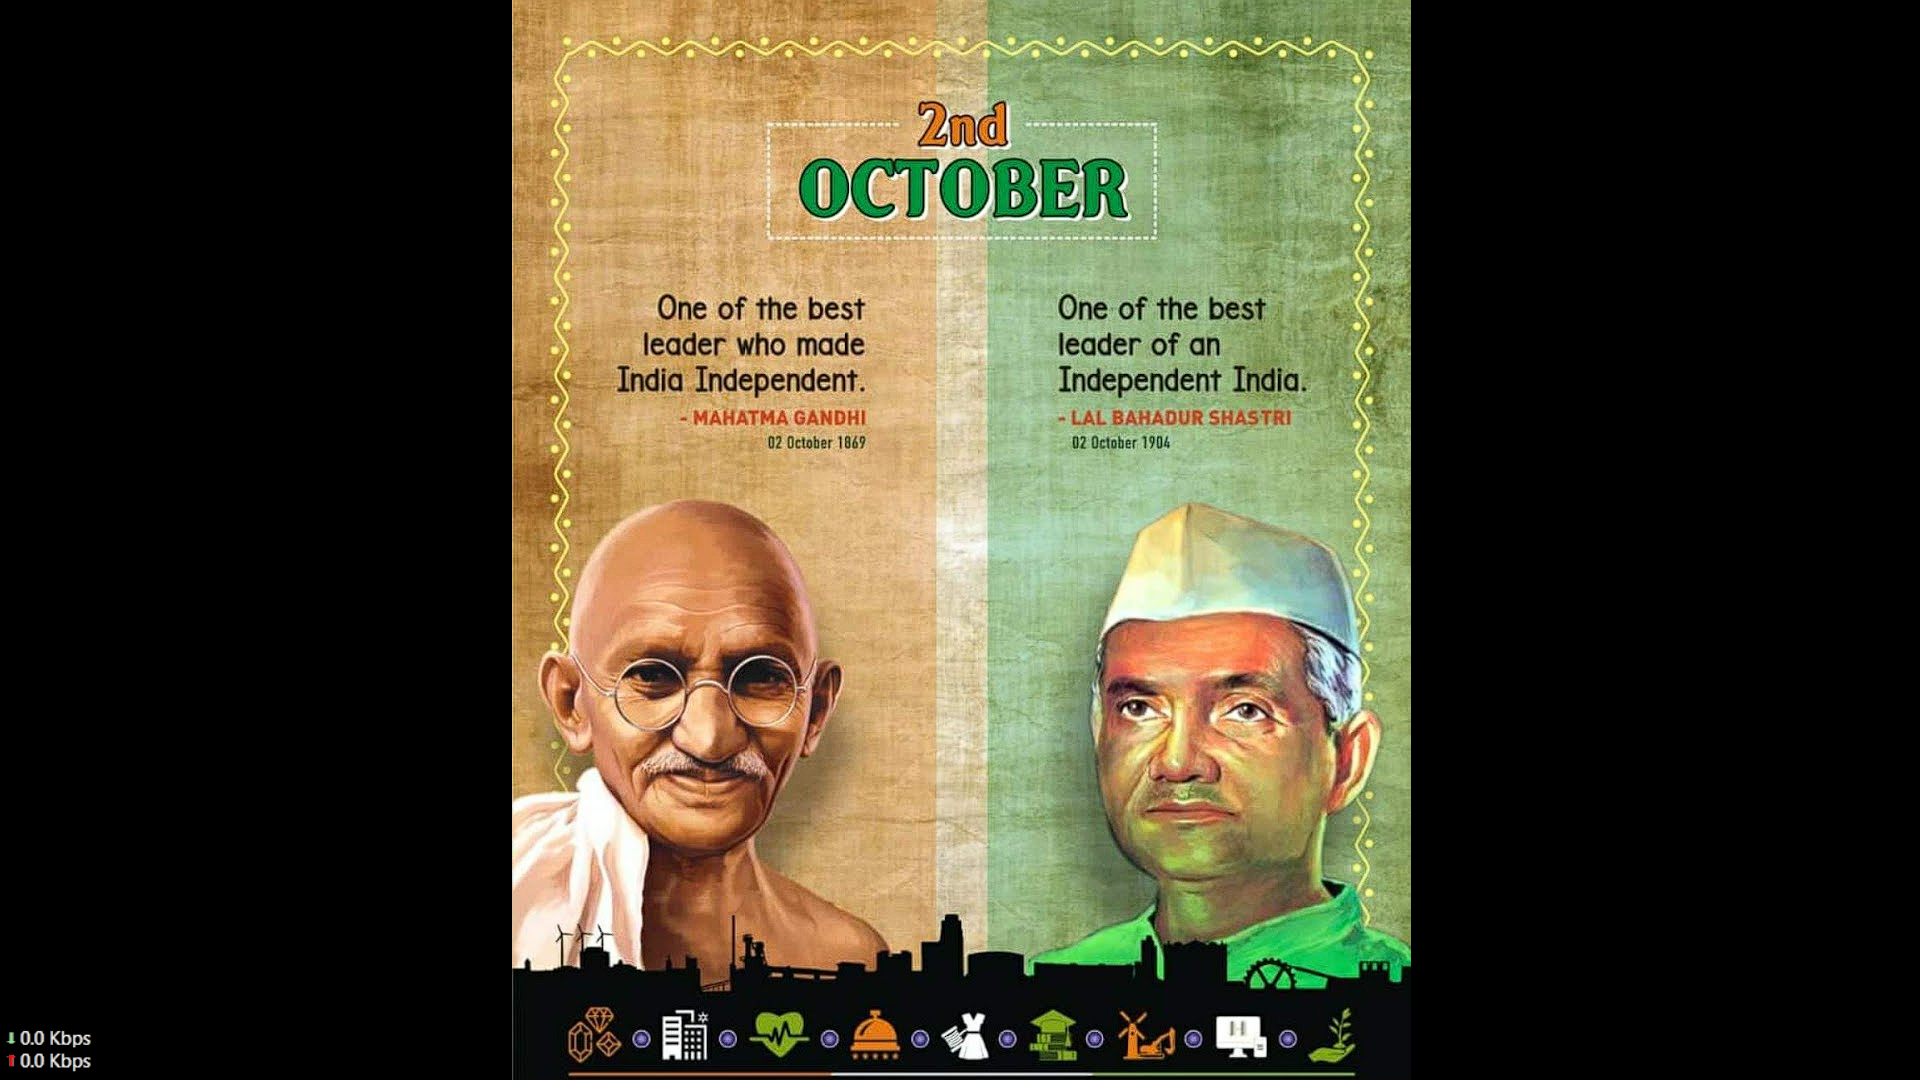 2nd
OCTOBER
One of the best
leader who made
India Independent.
- MAHATMA GANDHI
02 October 1869
One of the best
leader of an
Independent India.
- LAL BAHADUR SHASTRI
02 October 1904
0.0 Kbps
0.0 Kbps